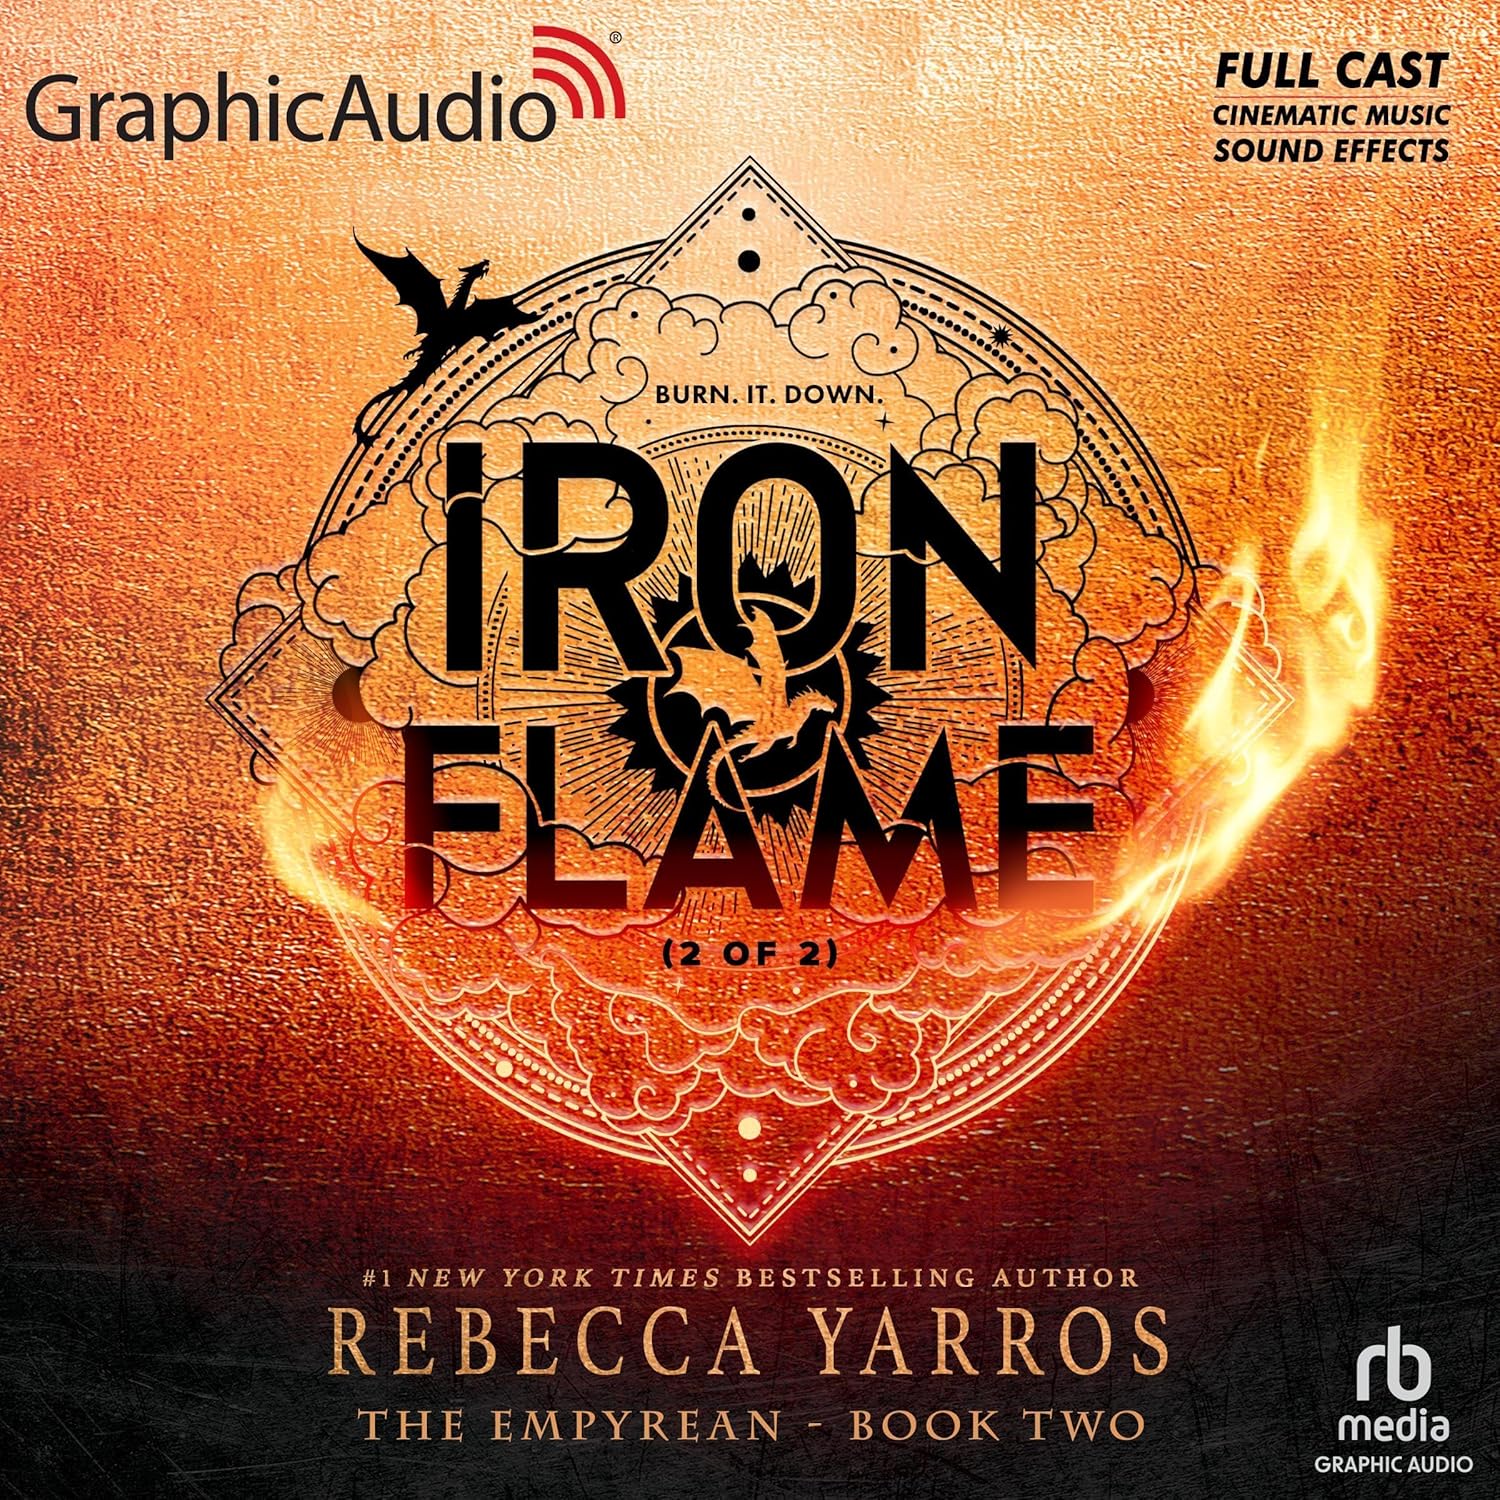 GraphicAudio®
FULL CAST
CINEMATIC MUSIC
SOUND EFFECTS
BURN. IT. DOWN.
IRON
FLAME
(2 OF 2)
#1 NEW YORK TIMES BESTSELLING AUTHOR
REBECCA YARROS
THE EMPYREAN - BOOK TWO
rb
media
GRAPHIC AUDIO